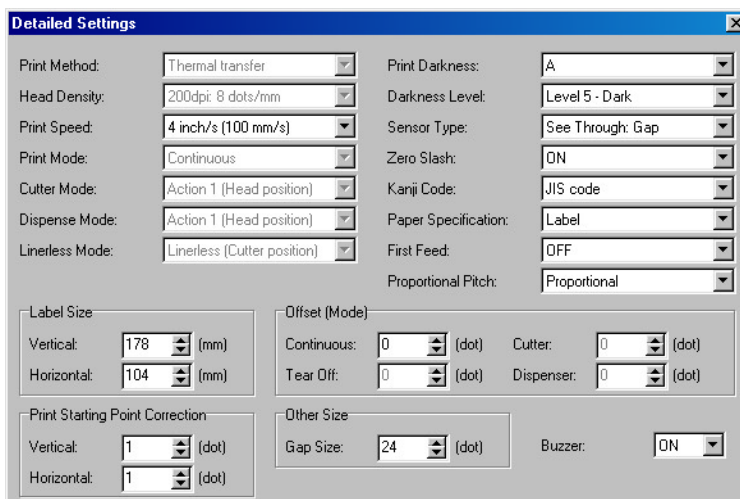 Detailed Settings
Print Method: Thermal transfer Print Darkness: A
Head Density: 200dpi: 8 dots/mm Darkness Level: Level 5 - Dark
Print Speed: 4 inch/s (100 mm/s) Sensor Type: See Through: Gap
Print Mode: Continuous Zero Slash: ON
Cutter Mode: Action 1 (Head position) Kanji Code: JIS code
Dispense Mode: Action 1 (Head position) Paper Specification: Label
Linerless Mode: Linerless (Cutter position) First Feed: OFF
Proportional Pitch: Proportional
Label Size Offset (Mode)
Vertical: 178 (mm) Continuous: 0 (dot) Cutter: 0 (dot)
Horizontal: 104 (mm) Tear Off: 0 (dot) Dispenser: 0 (dot)
Print Starting Point Correction Other Size
Vertical: 1 (dot) Gap Size: 24 (dot) Buzzer: ON
Horizontal: 1 (dot)